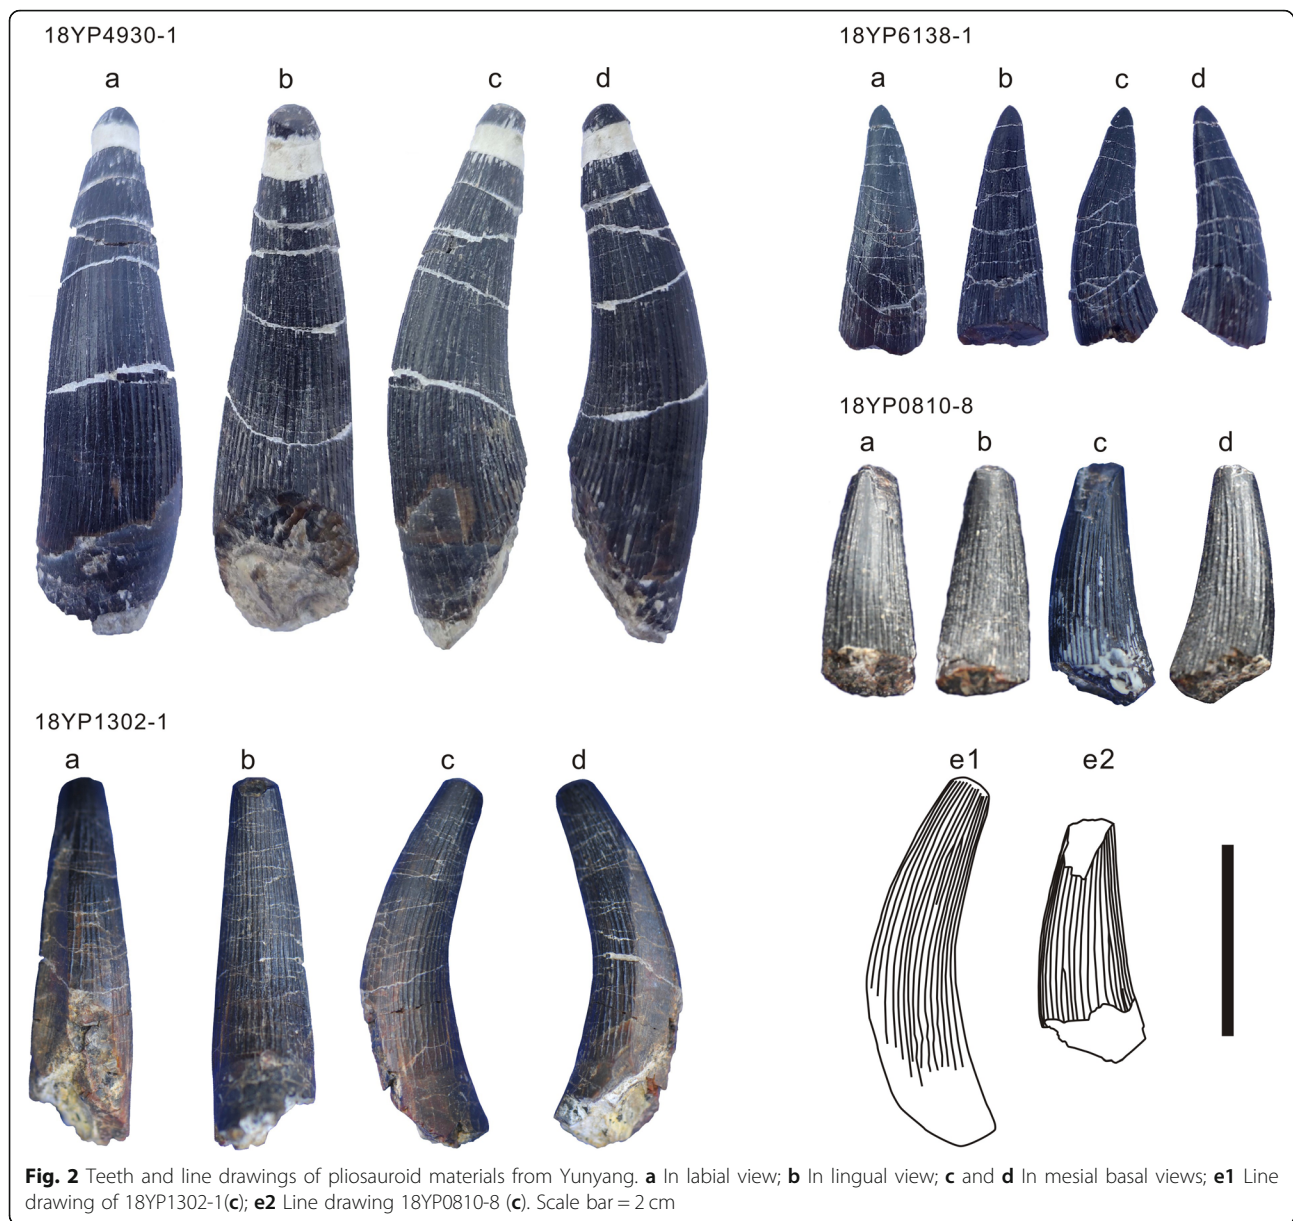 18YP4930-1
a b c d
18YP6138-1
a b c d
18YP0810-8
a b c d
18YP1302-1
a b c d
e1 e2
Fig. 2 Teeth and line drawings of pliosauroid materials from Yunyang. a In labial view; b In lingual view; c and d In mesial basal views; e1 Line
drawing of 18YP1302-1(c); e2 Line drawing 18YP0810-8 (c). Scale bar = 2 cm